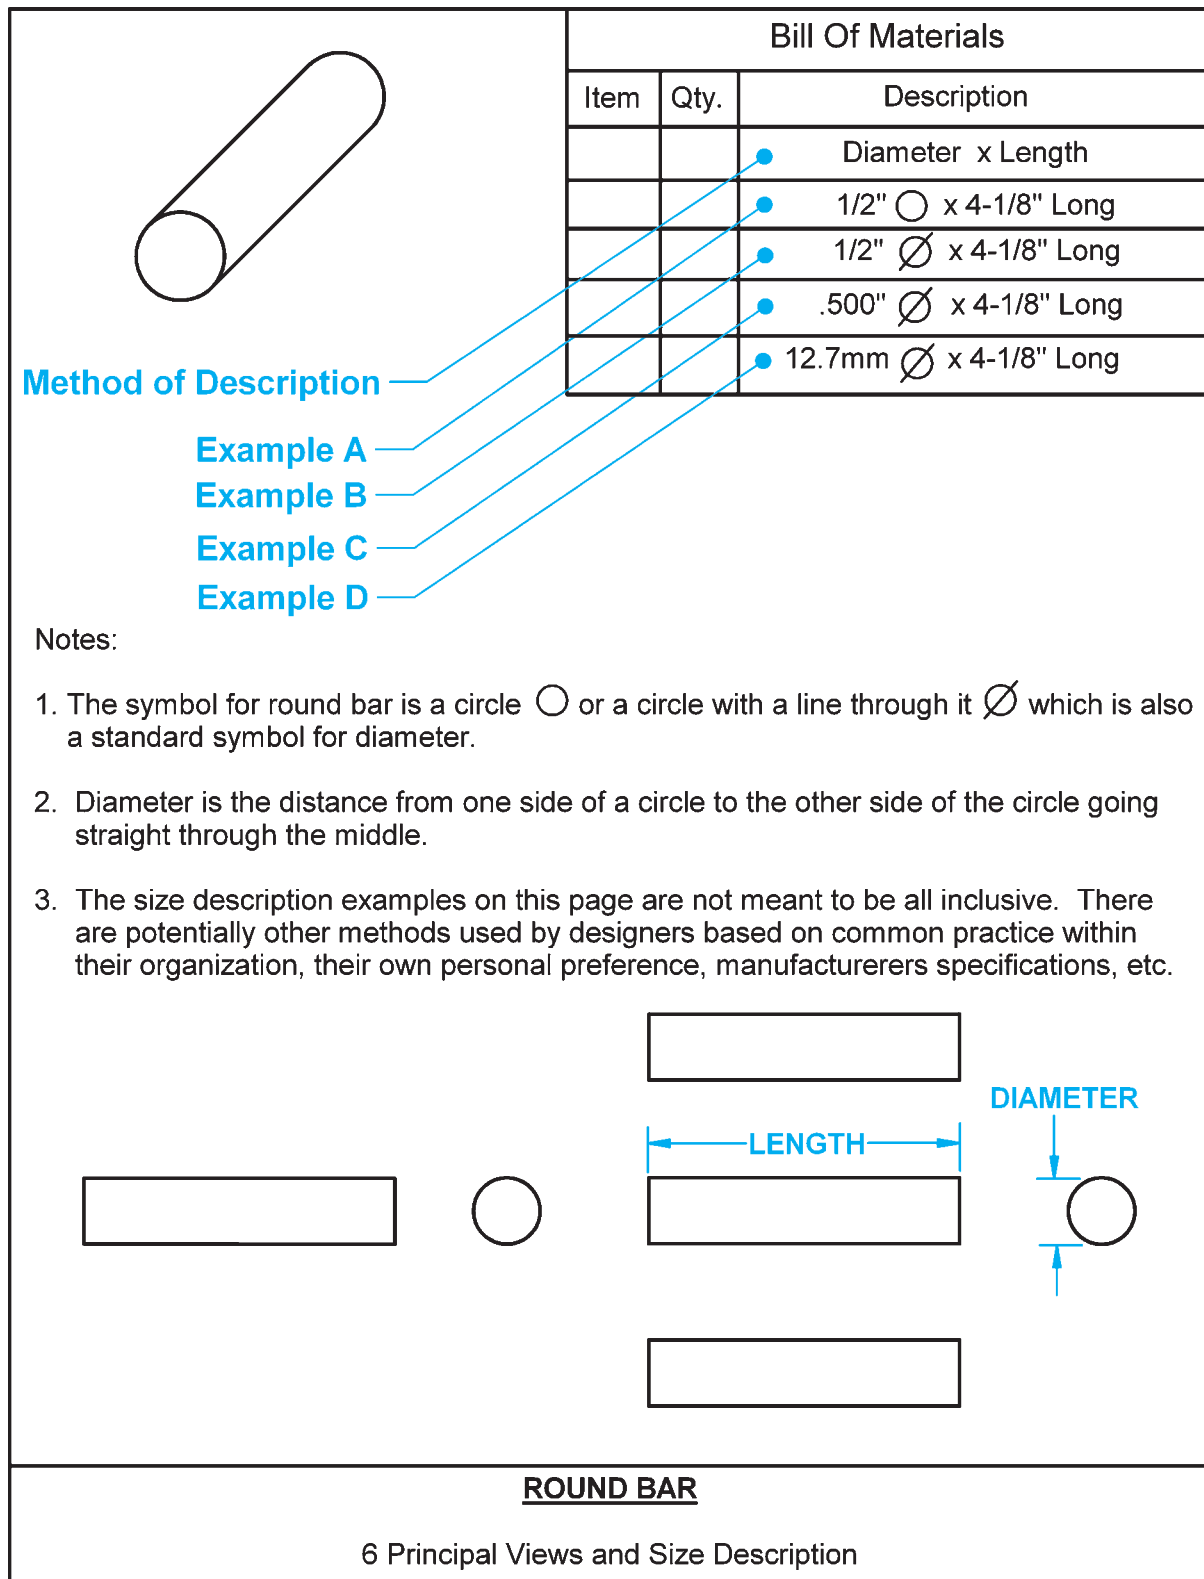 Bill Of Materials
Item Qty. Description
Diameter x Length
1/2" ◯ x 4-1/8" Long
1/2" ∅ x 4-1/8" Long
.500" ∅ x 4-1/8" Long
12.7mm ∅ x 4-1/8" Long
Method of Description
Example A
Example B
Example C
Example D
Notes:
1. The symbol for round bar is a circle ◯ or a circle with a line through it ∅ which is also
a standard symbol for diameter.
2. Diameter is the distance from one side of a circle to the other side of the circle going
straight through the middle.
3. The size description examples on this page are not meant to be all inclusive. There
are potentially other methods used by designers based on common practice within
their organization, their own personal preference, manufacturerers specifications, etc.
DIAMETER
LENGTH
ROUND BAR
6 Principal Views and Size Description